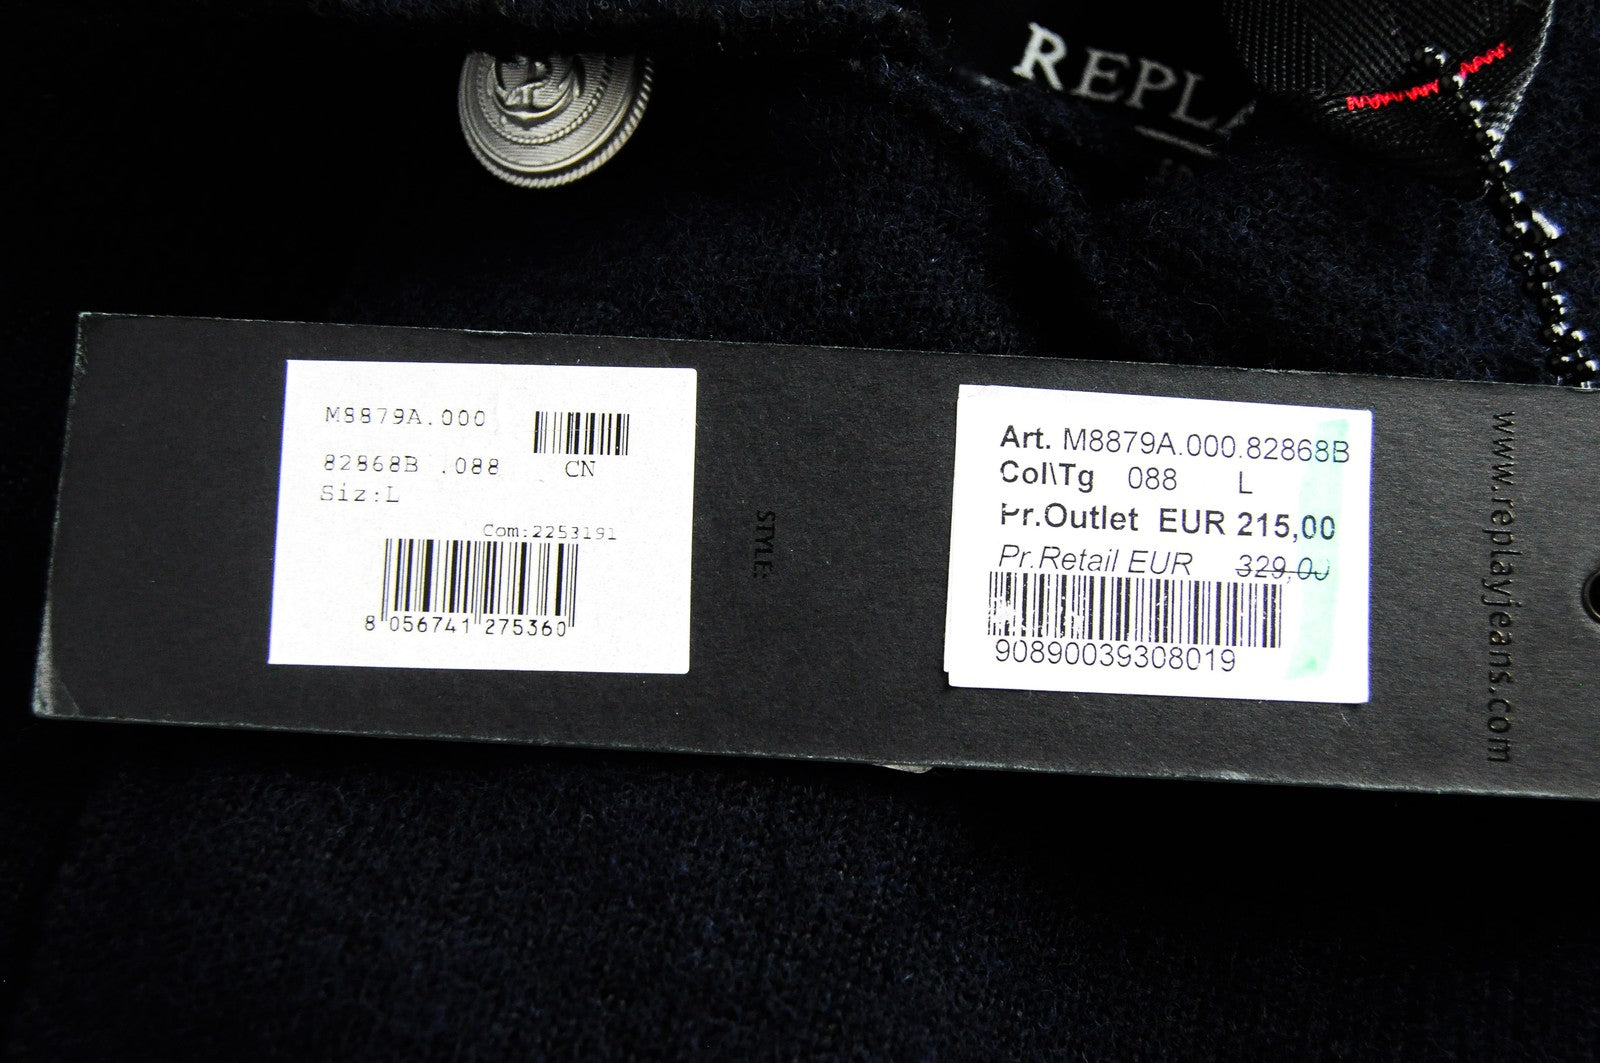 REPLA
M8879A.000
82868B .088
CN
Siz:L
Com:2253191
8 056741 275360
STYLE:
Art. M8879A.000.82868B
Col\Tg 088 L
Pr.Outlet EUR 215,00
Pr.Retail EUR 329,00
90890039308019
www.replayjeans.com